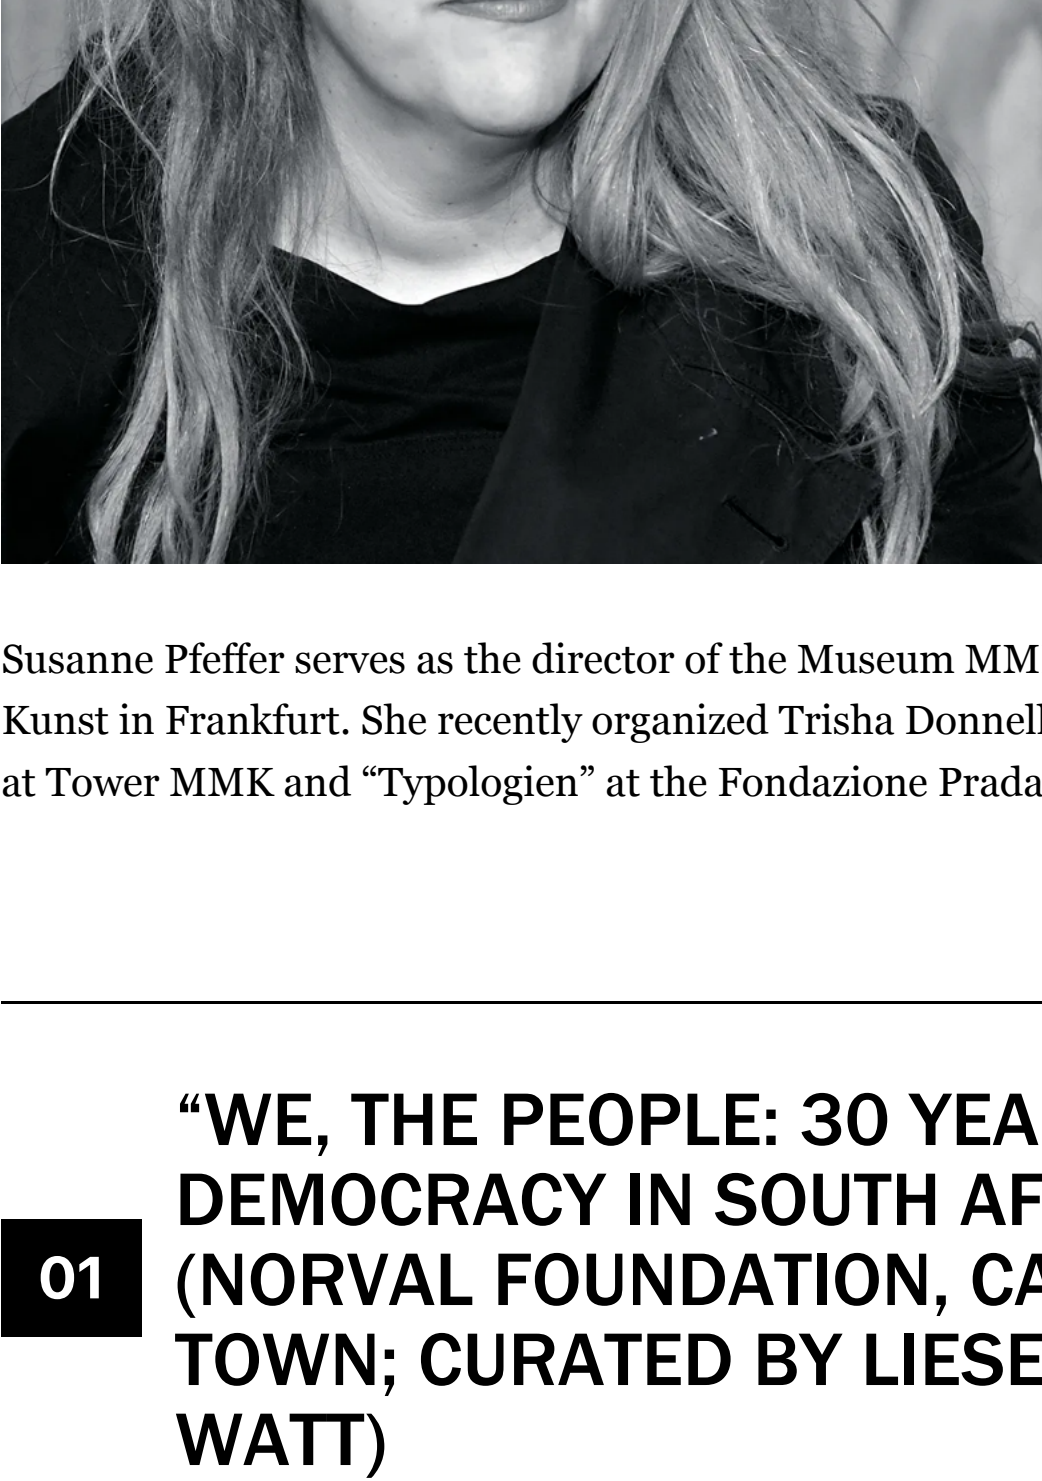 Susanne Pfeffer serves as the director of the Museum MM
Kunst in Frankfurt. She recently organized Trisha Donnell
at Tower MMK and “Typologien” at the Fondazione Prada
“WE, THE PEOPLE: 30 YEA
DEMOCRACY IN SOUTH AF
01
(NORVAL FOUNDATION, CA
TOWN; CURATED BY LIESE
WATT)